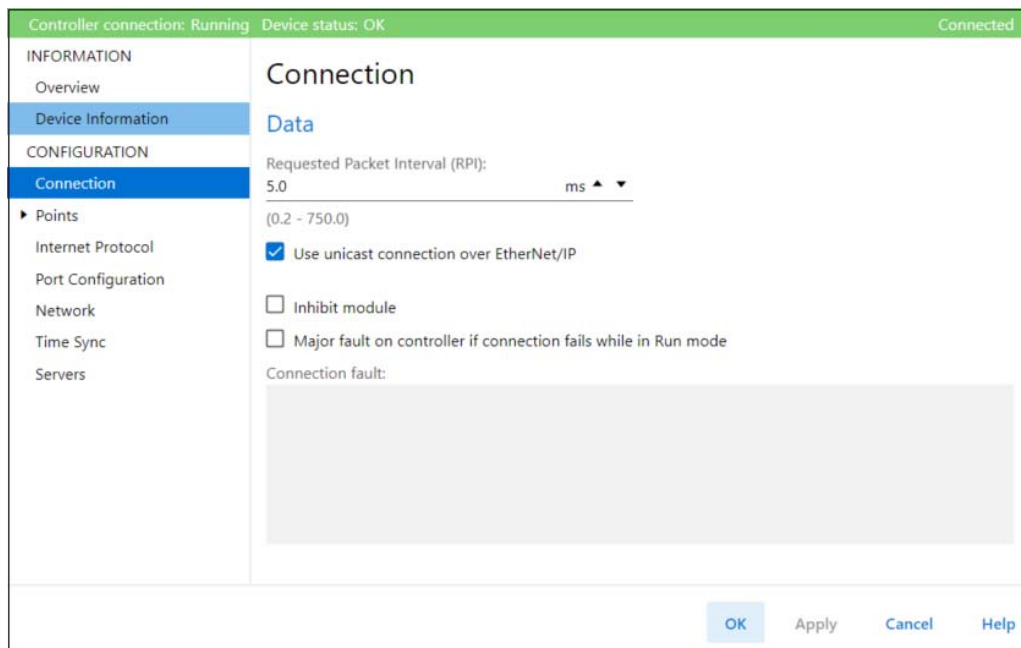 Controller connection: Running Device status: OK Connected
INFORMATION
Overview
Device Information
CONFIGURATION
Connection
Points
Internet Protocol
Port Configuration
Network
Time Sync
Servers
Connection
Data
Requested Packet Interval (RPI):
5.0 ms
(0.2 - 750.0)
Use unicast connection over EtherNet/IP
Inhibit module
Major fault on controller if connection fails while in Run mode
Connection fault:
OK Apply Cancel Help